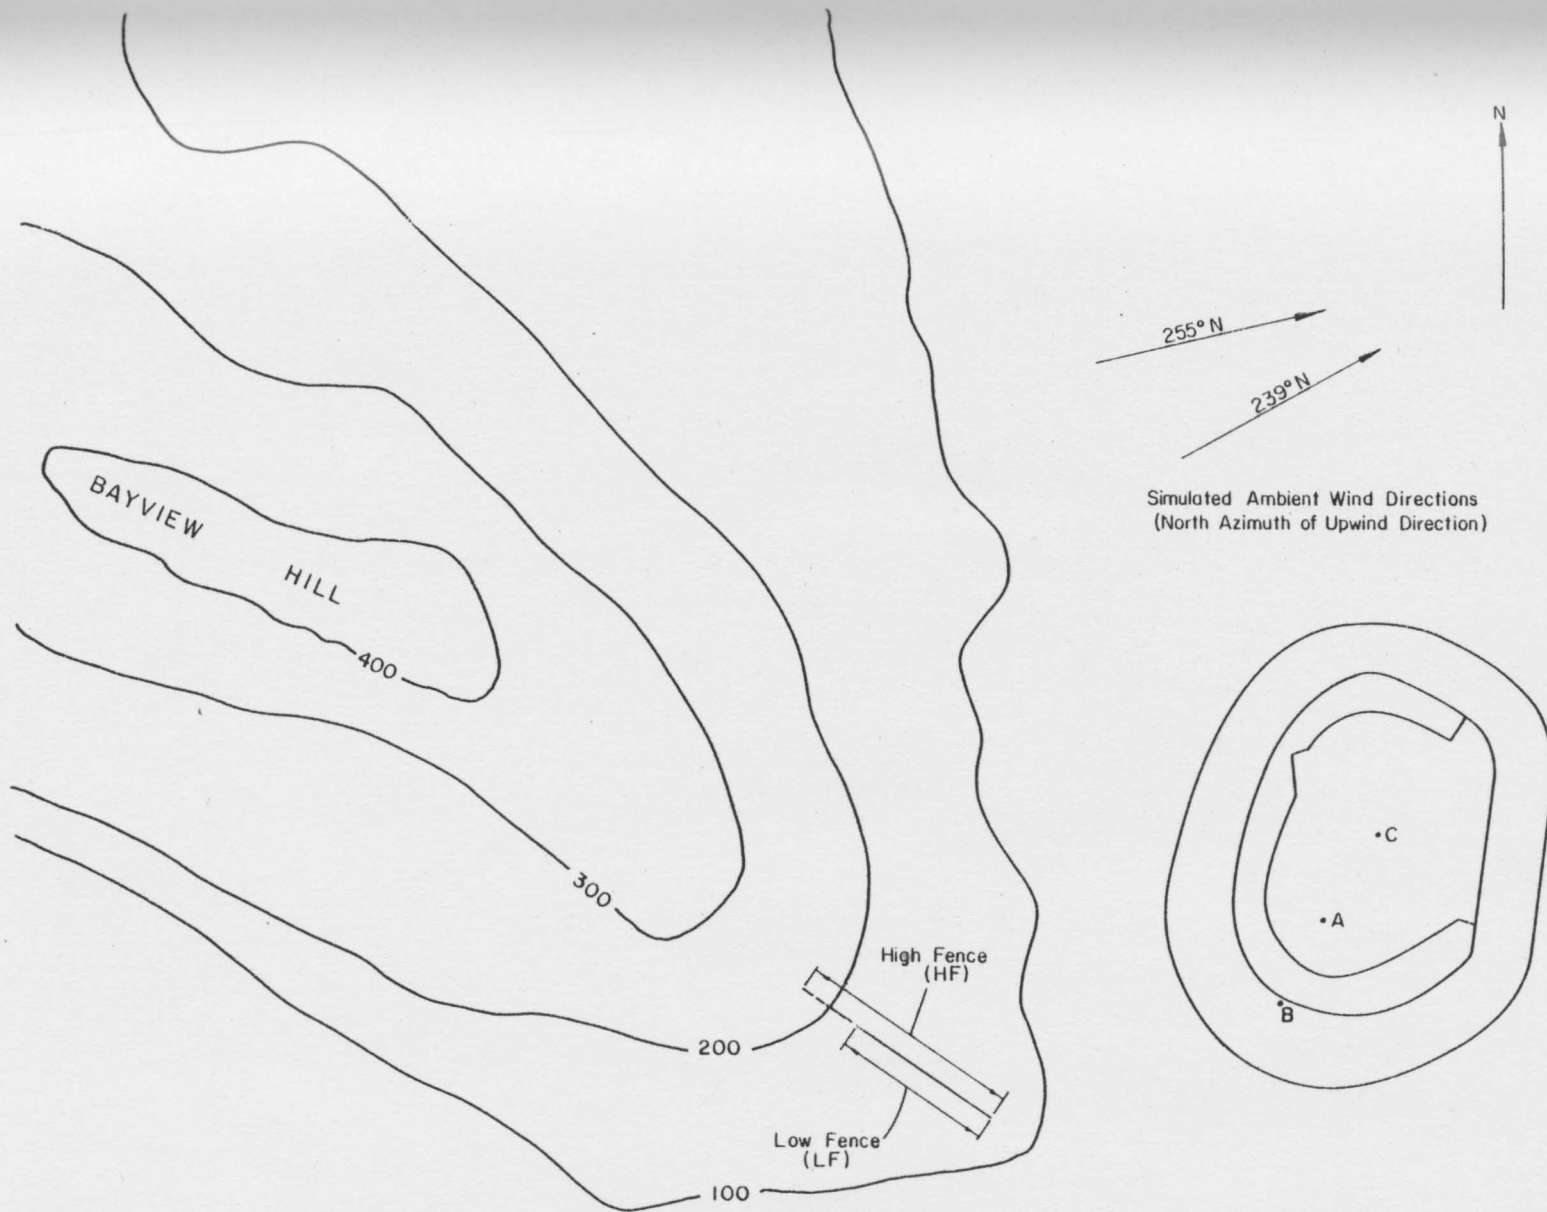 N
255° N
239° N
Simulated Ambient Wind Directions
(North Azimuth of Upwind Direction)
BAYVIEW
HILL
400
C
300
A
High Fence
(HF)
B
200
Low Fence
(LF)
100